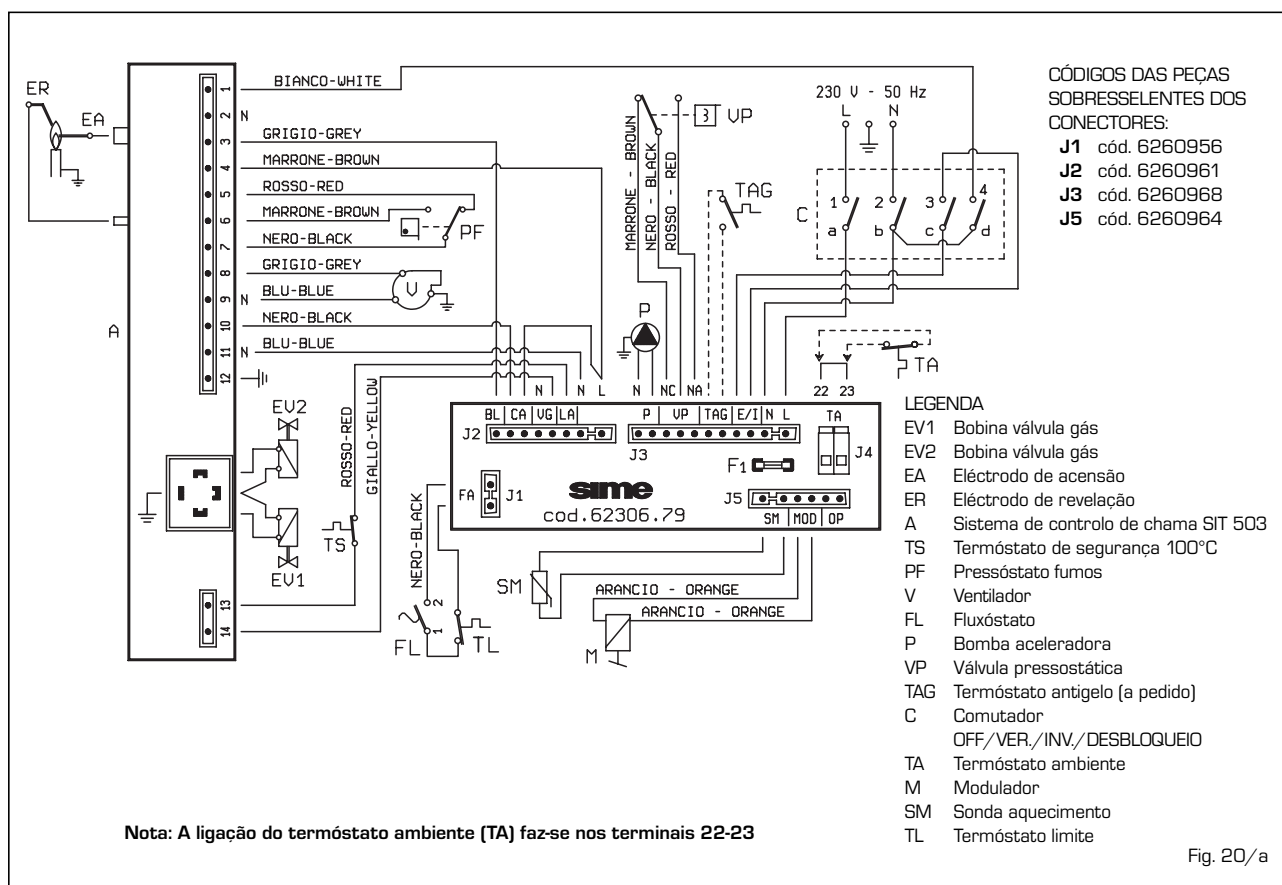 ER
EA
A
1
2
3
4
5
6
7
8
9
10
11
12
13
14
BIANCO-WHITE
N
GRIGIO-GREY
MARRONE-BROWN
ROSSO-RED
MARRONE-BROWN
NERO-BLACK
GRIGIO-GREY
BLU-BLUE
N
NERO-BLACK
BLU-BLUE
N
PF
V
EV2
EV1
ROSSO-RED
GIALLO-YELLOW
TS
MARRONE - BROWN
NERO - BLACK
ROSSO - RED
VP
TAG
P
230 V - 50 Hz
L N
C
1 2 3 4
a b c d
22 23
TA
N N L
N NC NA
BL CA VG LA
P VP TAG E/I N L
TA
J2
J3
J4
F1
FA J1
sime
cod.62306.79
J5
SM MOD OP
NERO-BLACK
2
1
FL
TL
SM
ARANCIO - ORANGE
ARANCIO - ORANGE
M
CÓDIGOS DAS PEÇAS
SOBRESSELENTES DOS
CONECTORES:
J1 cód. 6260956
J2 cód. 6260961
J3 cód. 6260968
J5 cód. 6260964
LEGENDA
EV1 Bobina válvula gás
EV2 Bobina válvula gás
EA Eléctrodo de acensão
ER Eléctrodo de revelação
A Sistema de controlo de chama SIT 503
TS Termóstato de segurança 100°C
PF Pressóstato fumos
V Ventilador
FL Fluxóstato
P Bomba aceleradora
VP Válvula pressostática
TAG Termóstato antigelo (a pedido)
C Comutador
OFF/VER./INV./DESBLOQUEIO
TA Termóstato ambiente
M Modulador
SM Sonda aquecimento
TL Termóstato limite
Nota: A ligação do termóstato ambiente (TA) faz-se nos terminais 22-23
Fig. 20/a